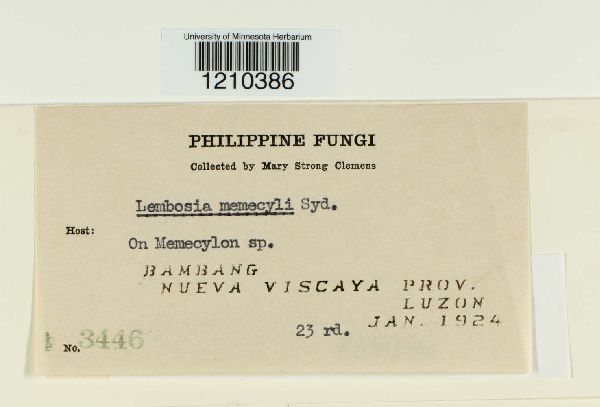 University of Minnesota Herbarium
1210386
PHILIPPINE FUNGI
Collected by Mary Strong Clemens
Lembosia memecyli Syd.
Host:
On Memecylon sp.
BAMBANG
NUEVA VISCAYA PROV.
LUZON
23 rd. JAN. 1924
No. 3446